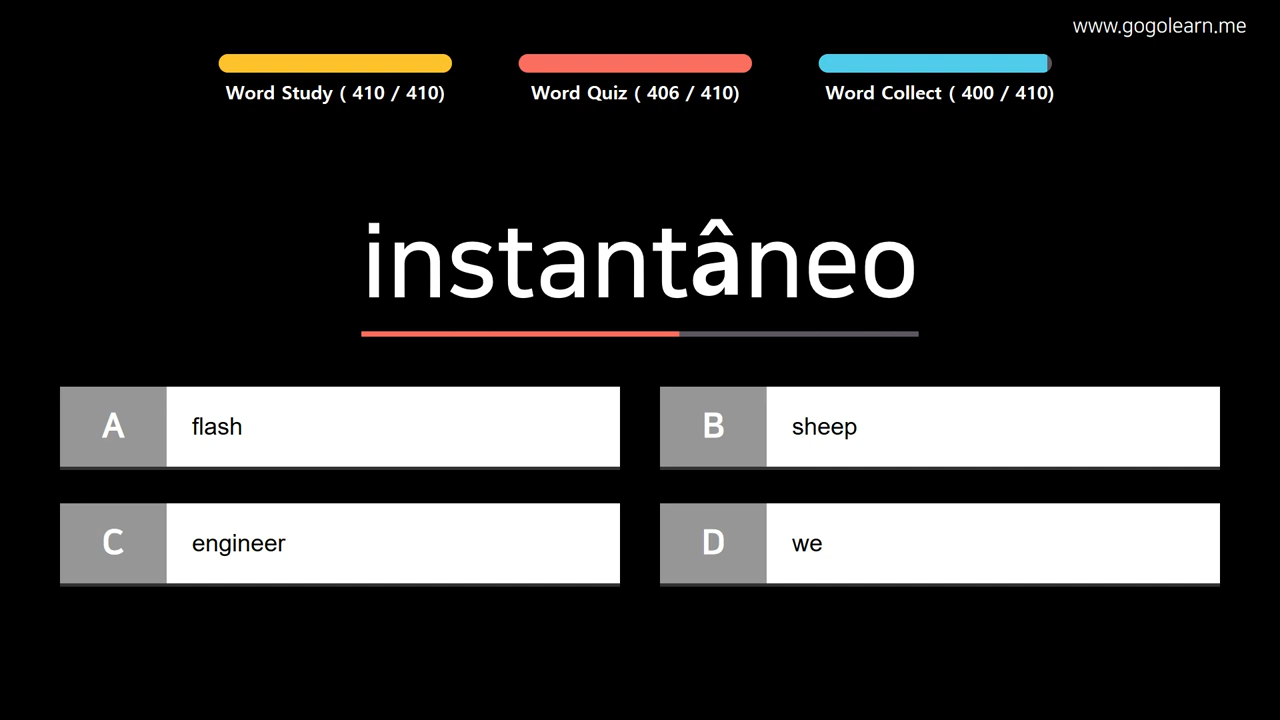 www.gogolearn.me
Word Study ( 410 / 410)
Word Quiz ( 406 / 410)
Word Collect ( 400 / 410)
instantâneo
A flash
B sheep
C engineer
D we